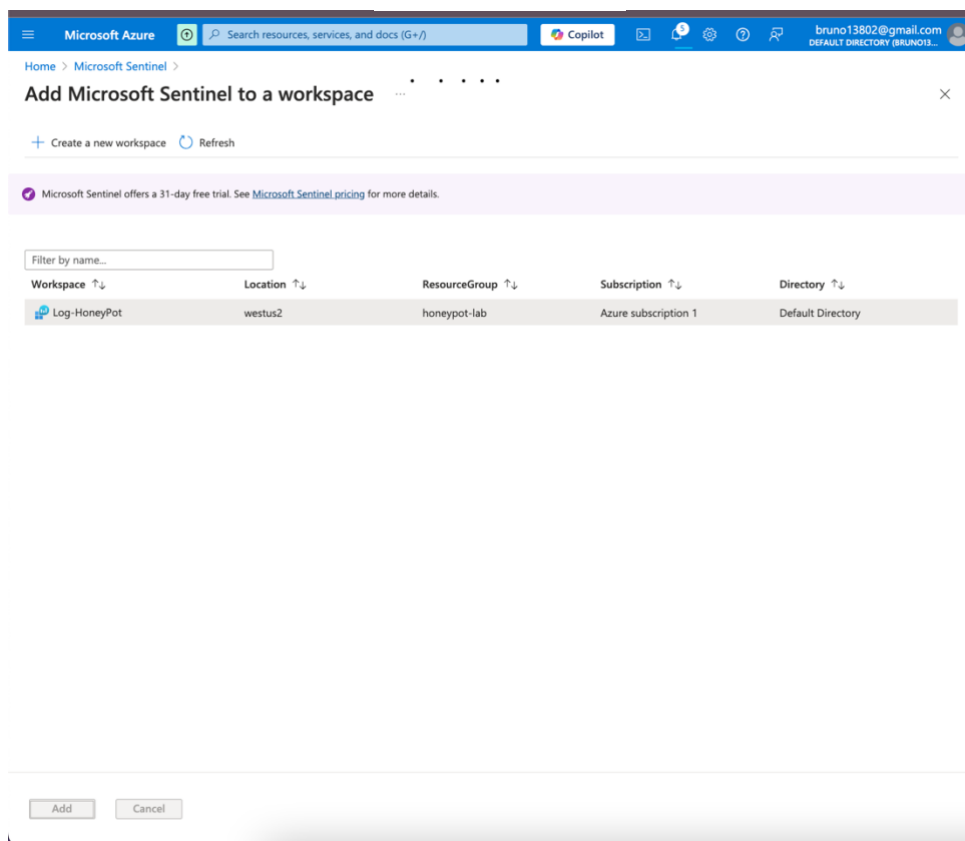 Microsoft Azure
Search resources, services, and docs (G+/)
Copilot
5
bruno13802@gmail.com
DEFAULT DIRECTORY (BRUNO13...
Home > Microsoft Sentinel >
Add Microsoft Sentinel to a workspace ...
Create a new workspace
Refresh
Microsoft Sentinel offers a 31-day free trial. See Microsoft Sentinel pricing for more details.
Filter by name...
Workspace ↑↓ Location ↑↓ ResourceGroup ↑↓ Subscription ↑↓ Directory ↑↓
Log-HoneyPot westus2 honeypot-lab Azure subscription 1 Default Directory
Add Cancel